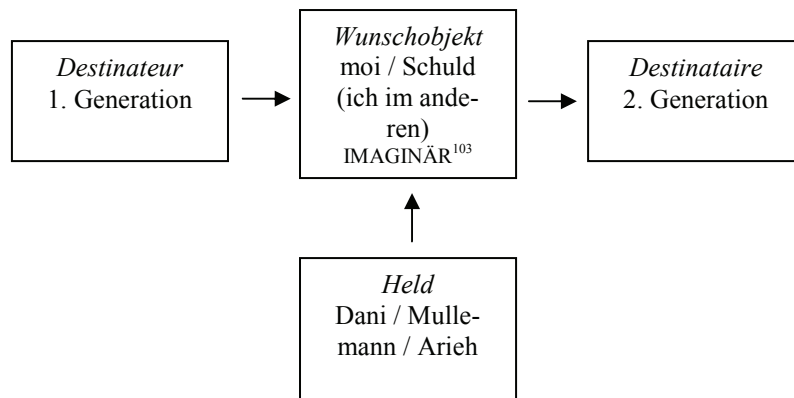 Destinateur
1. Generation
Wunschobjekt
moi / Schuld
(ich im ande-
ren)
IMAGINÄR103
Destinataire
2. Generation
Held
Dani / Mulle-
mann / Arieh